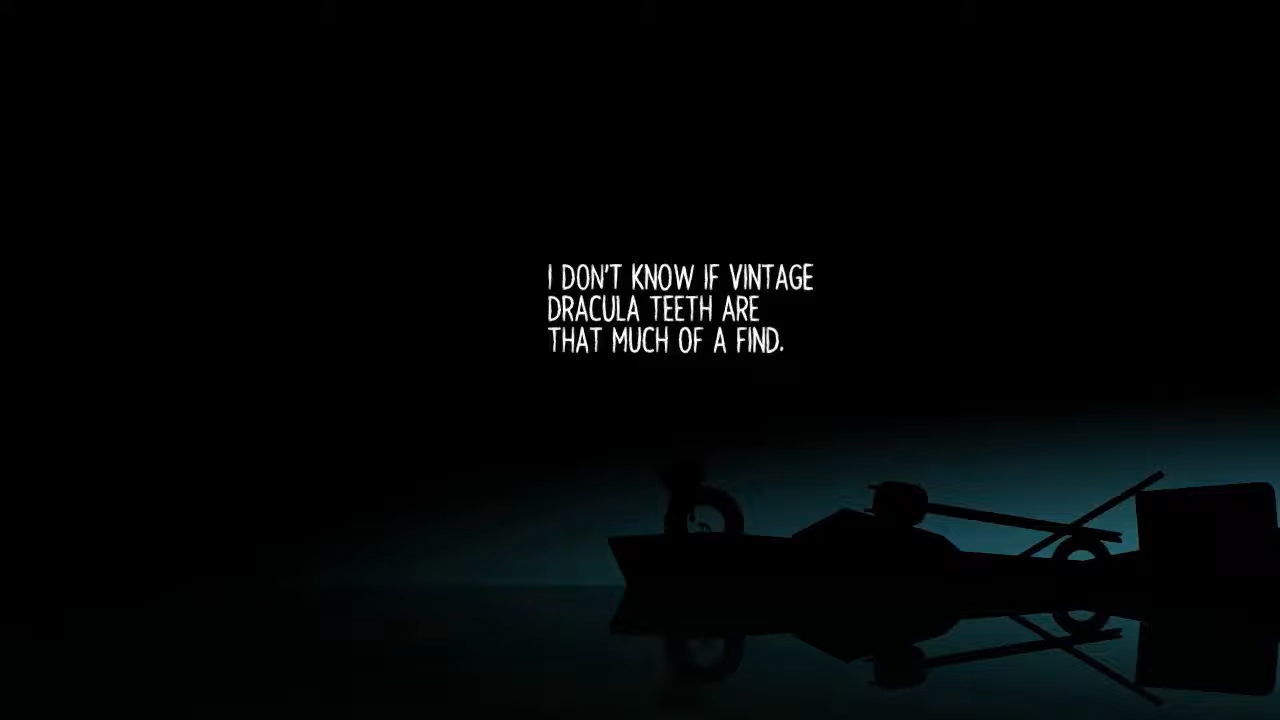 I DON'T KNOW IF VINTAGE
DRACULA TEETH ARE
THAT MUCH OF A FIND.